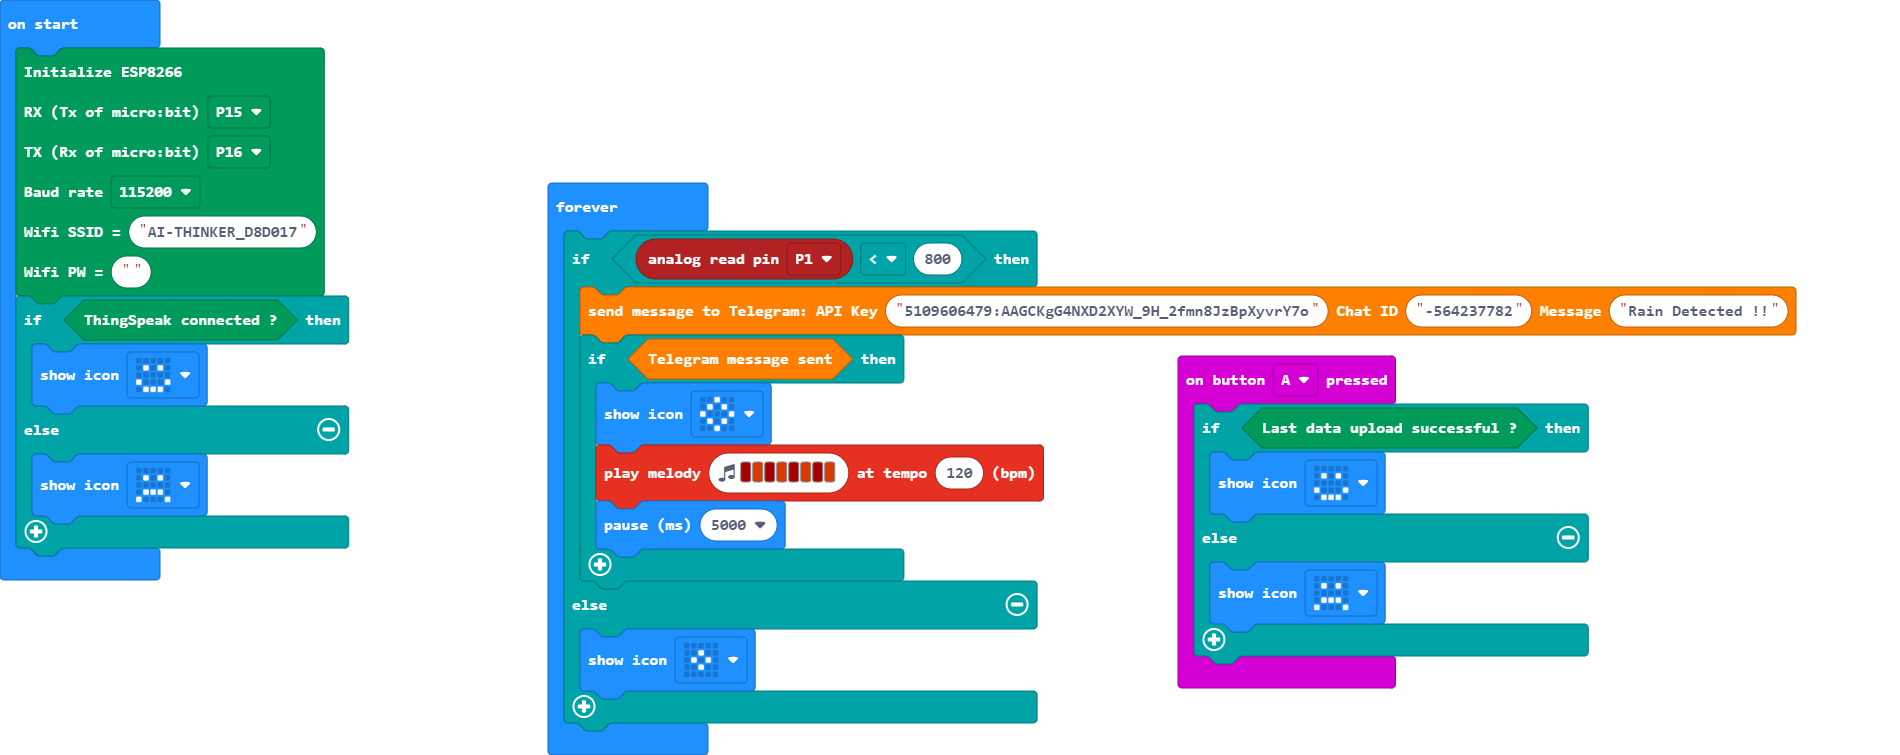 on start
Initialize ESP8266
RX (Tx of micro:bit) P15
TX (Rx of micro:bit) P16
Baud rate 115200
Wifi SSID = "AI-THINKER_D8D017"
Wifi PW = " "
if ThingSpeak connected ? then
show icon
else
show icon
forever
if analog read pin P1 < 800 then
send message to Telegram: API Key "5109606479:AAGCKgG4NXD2XYW_9H_2fmn8JzBpXyvrY7o" Chat ID "-564237782" Message "Rain Detected !!"
if Telegram message sent then
show icon
play melody at tempo 120 (bpm)
pause (ms) 5000
else
show icon
on button A pressed
if Last data upload successful ? then
show icon
else
show icon